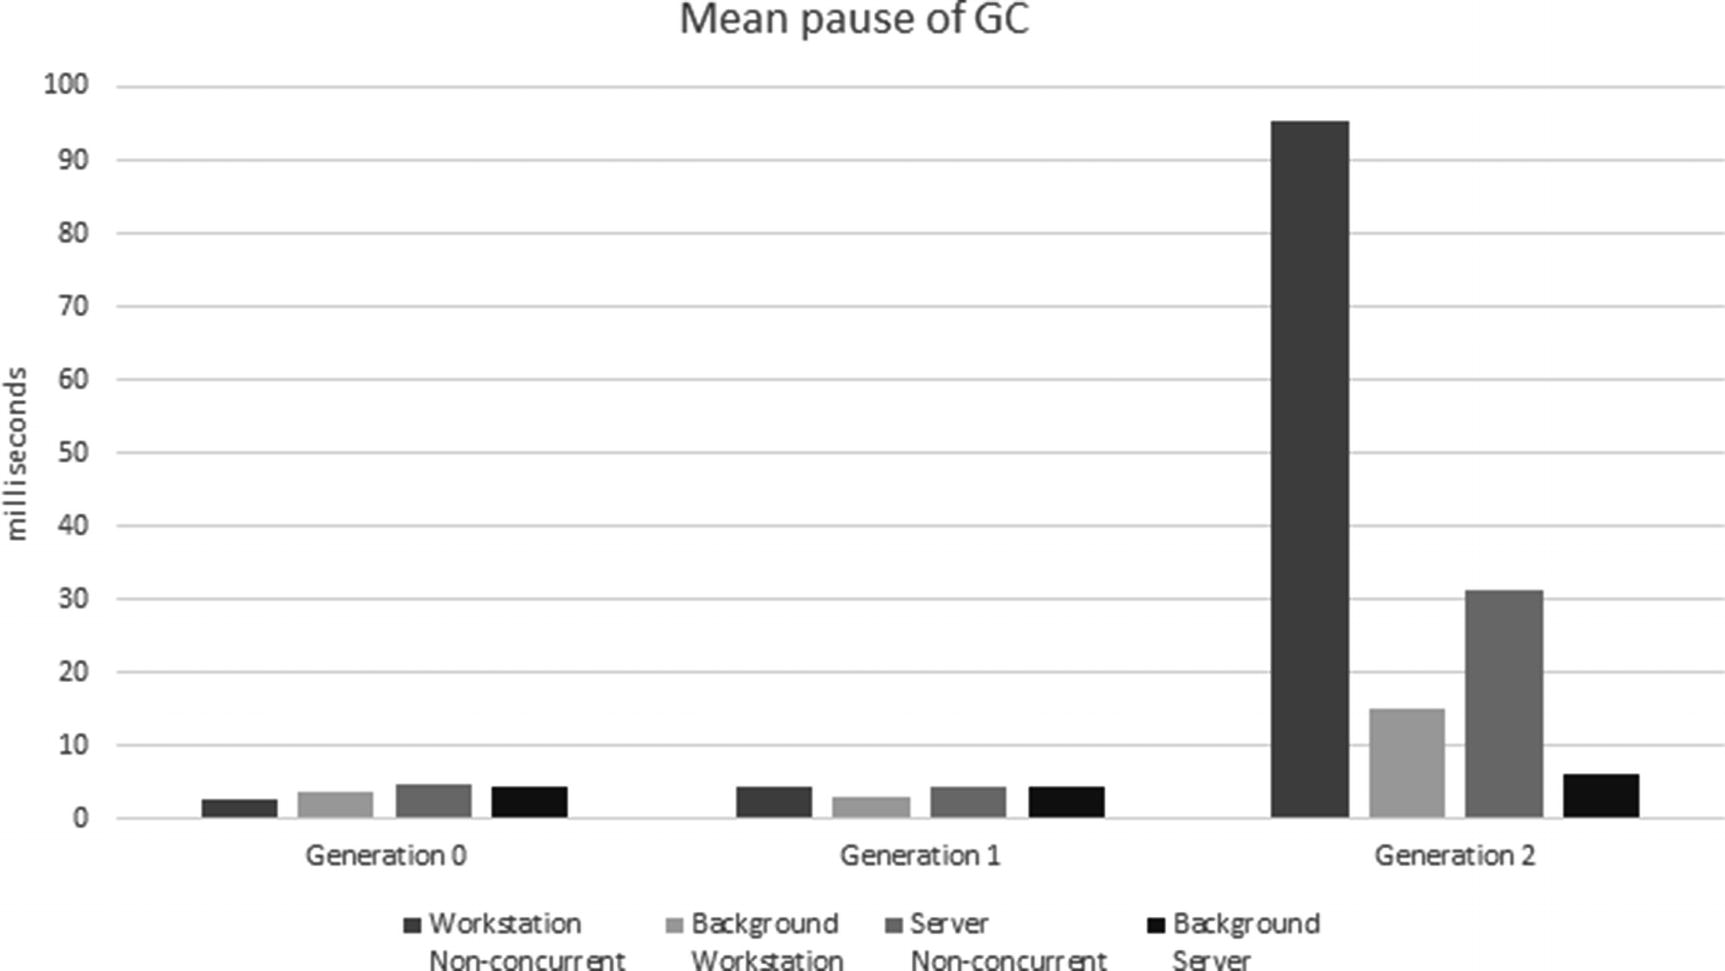 Mean pause of GC
100
90
80
70
60
50
40
30
20
10
0
milliseconds
Generation 0 Generation 1 Generation 2
Workstation Background Server Background
Non-concurrent Workstation Non-concurrent Server